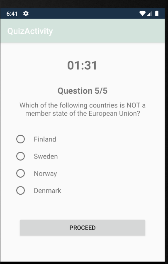 5:41
QuizActivity
01:31
Question 5/5
Which of the following countries is NOT a
member state of the European Union?
Finland
Sweden
Norway
Denmark
PROCEED